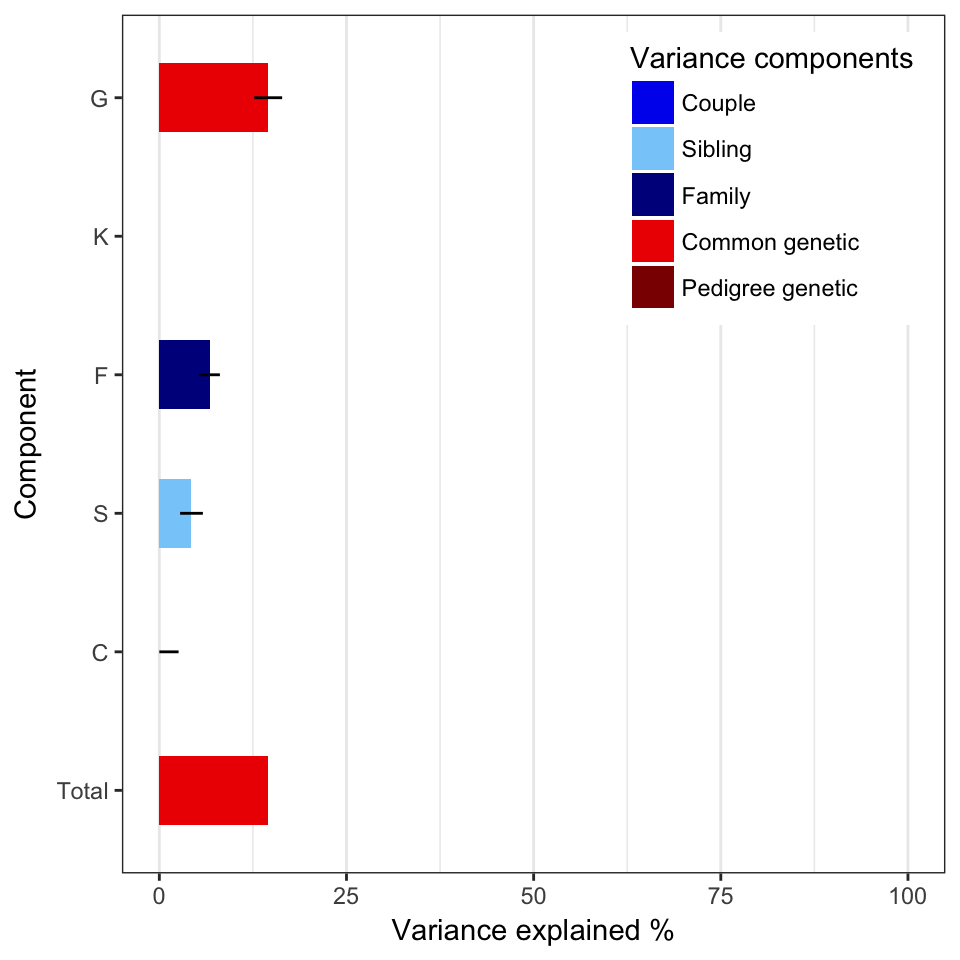 Variance components
Couple
Sibling
Family
Common genetic
Pedigree genetic
Component
G
K
F
S
C
Total
0 25 50 75 100
Variance explained %